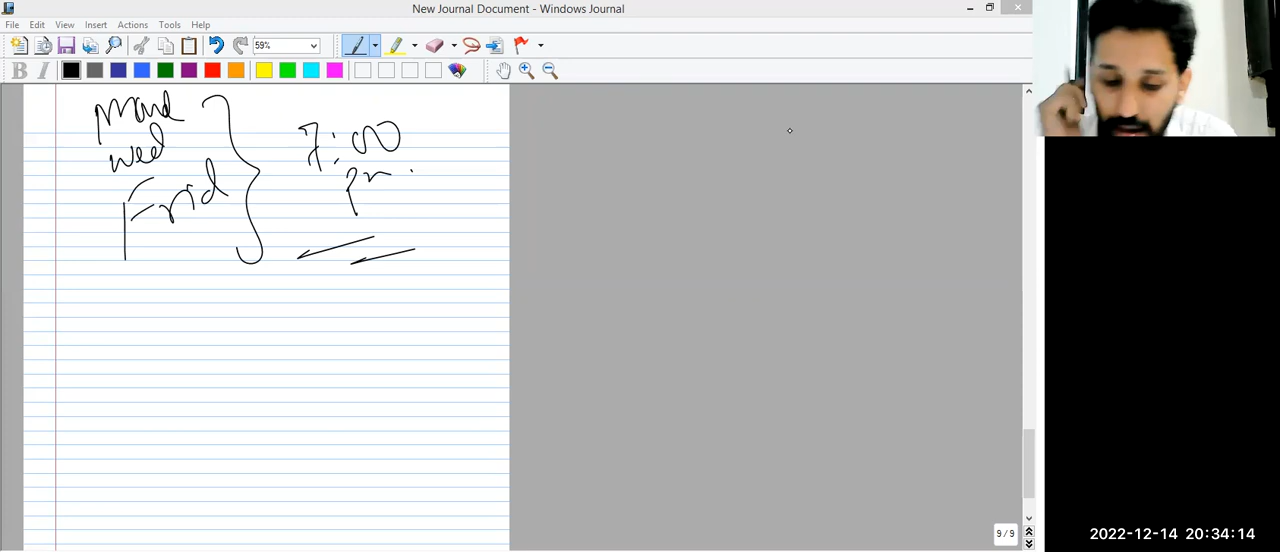 New Journal Document - Windows Journal
File Edit View Insert Actions Tools Help
59%
B I
Mond
wed
Frid
7:00
pm.
9/9
2022-12-14 20:34:14